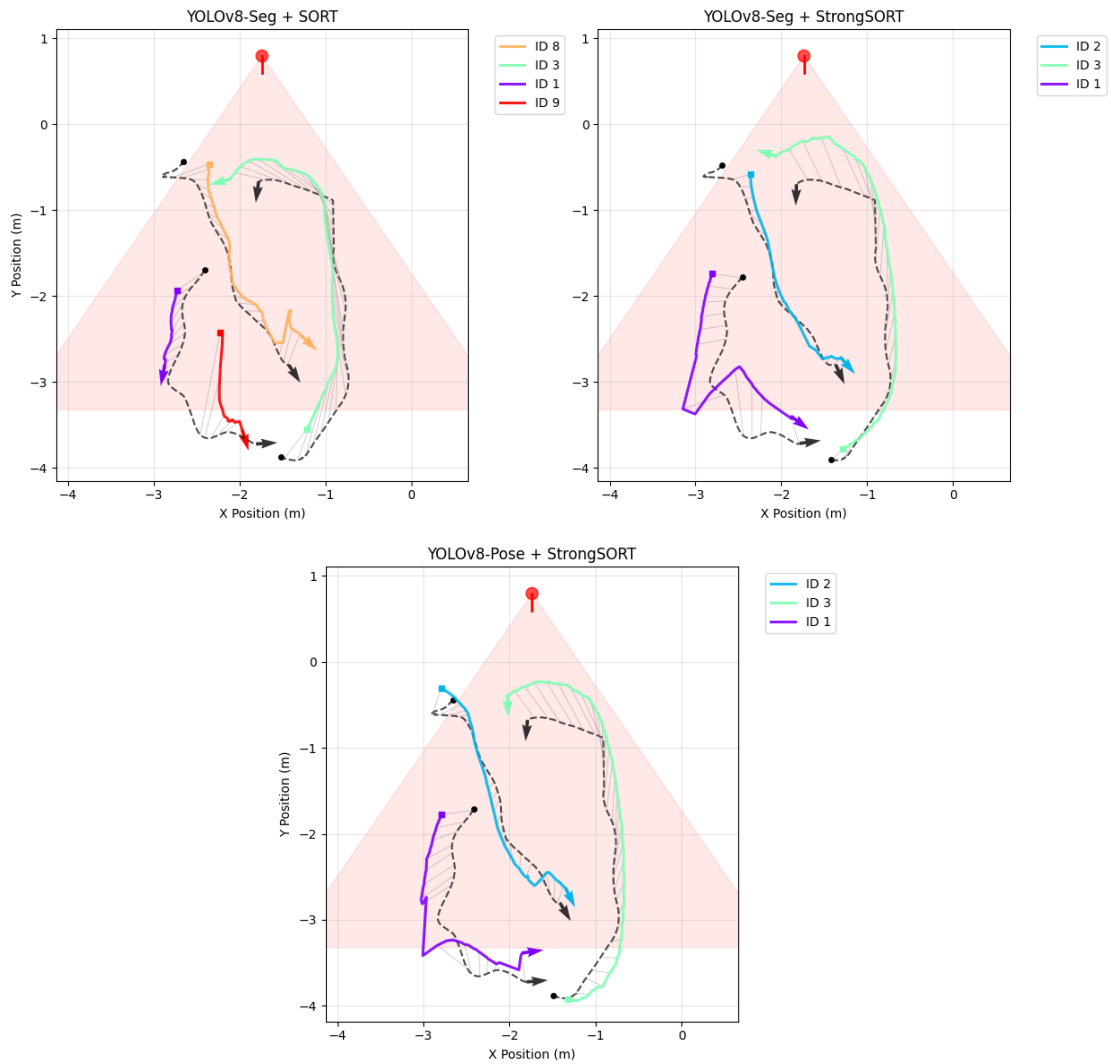 YOLOv8-Seg + SORT
ID 8
ID 3
ID 1
ID 9
1
0
−1
−2
−3
−4
Y Position (m)
−4
−3
−2
−1
0
X Position (m)
YOLOv8-Seg + StrongSORT
ID 2
ID 3
ID 1
1
0
−1
−2
−3
−4
−4
−3
−2
−1
0
X Position (m)
YOLOv8-Pose + StrongSORT
ID 2
ID 3
ID 1
1
0
−1
−2
−3
−4
Y Position (m)
−4
−3
−2
−1
0
X Position (m)